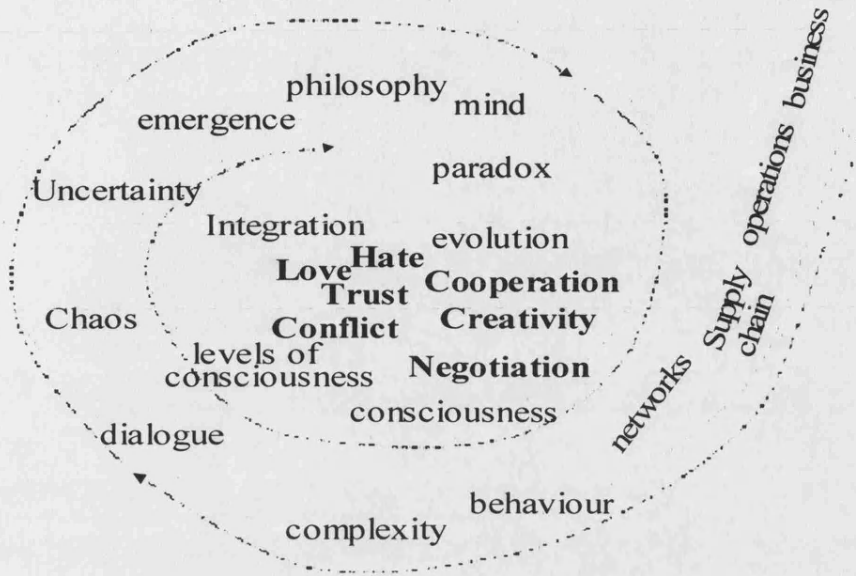 philosophy
mind
emergence
paradox
Uncertainty
Integration
evolution
Love
Hate
Trust
Cooperation
Creativity
Conflict
Chaos
levels of
consciousness
Negotiation
consciousness
dialogue
behaviour
complexity
networks
Supply
chain
operations
business